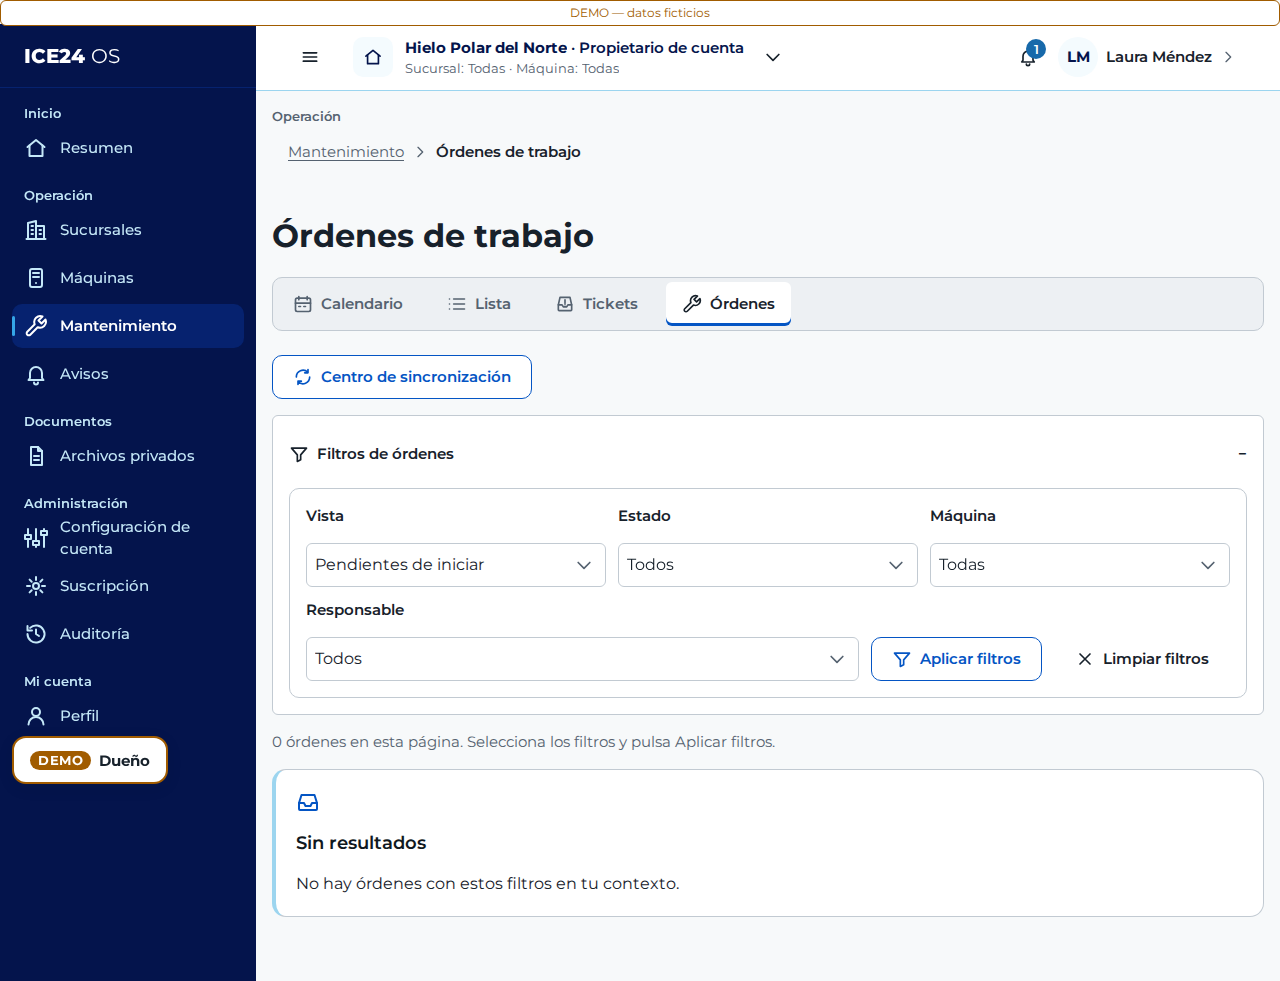 DEMO — datos ficticios
ICE24 OS
Hielo Polar del Norte · Propietario de cuenta
Sucursal: Todas · Máquina: Todas
1
LM
Laura Méndez
Inicio
Resumen
Operación
Sucursales
Máquinas
Mantenimiento
Avisos
Documentos
Archivos privados
Administración
Configuración de
cuenta
Suscripción
Auditoría
Mi cuenta
Perfil
DEMO Dueño
Operación
Mantenimiento > Órdenes de trabajo
Órdenes de trabajo
Calendario
Lista
Tickets
Órdenes
Centro de sincronización
Filtros de órdenes
−
Vista
Estado
Máquina
Pendientes de iniciar
Todos
Todas
Responsable
Todos
Aplicar filtros
Limpiar filtros
0 órdenes en esta página. Selecciona los filtros y pulsa Aplicar filtros.
Sin resultados
No hay órdenes con estos filtros en tu contexto.